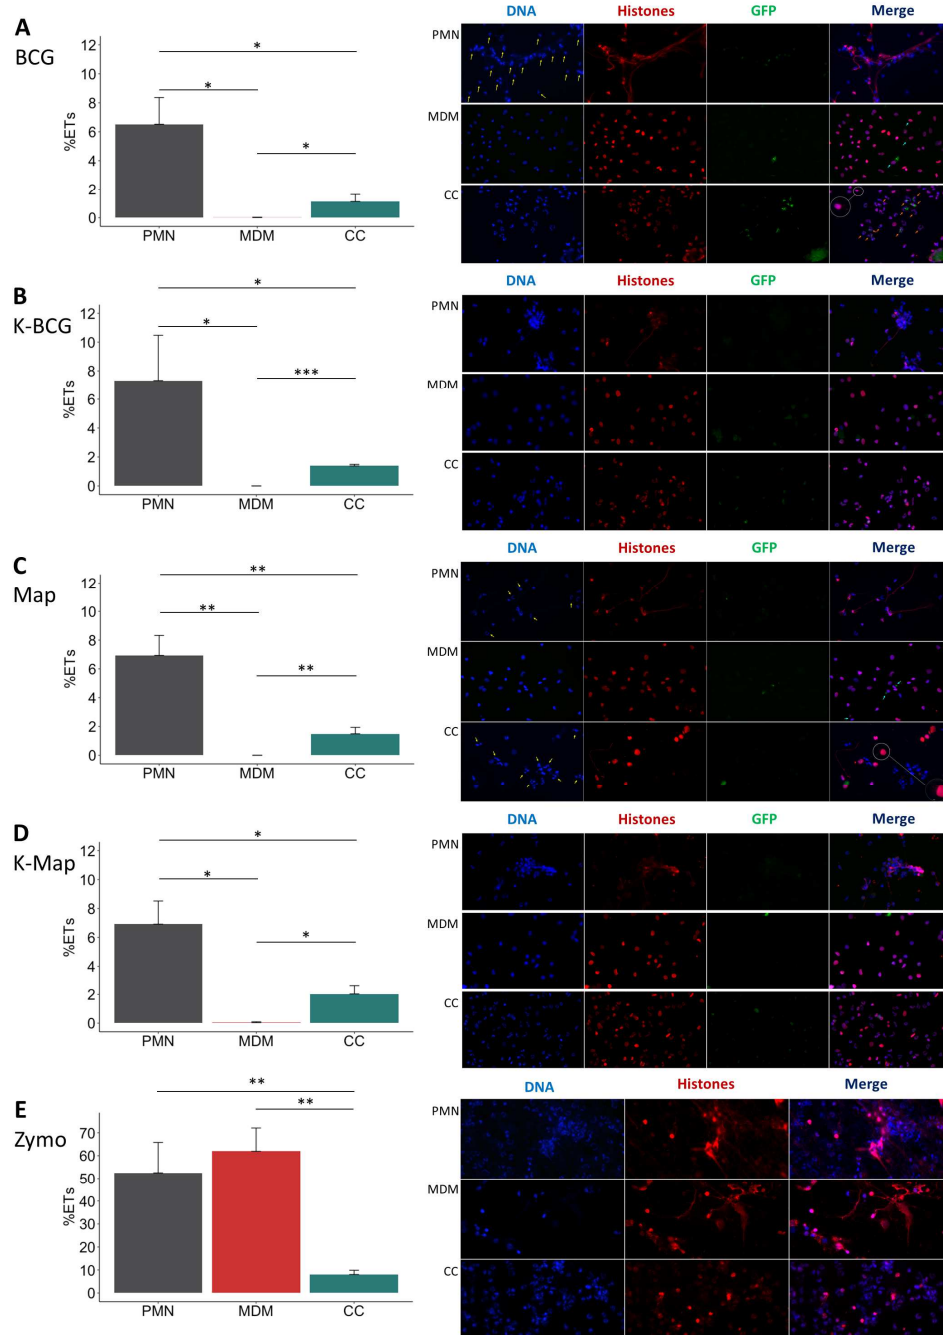 A
BCG
%ETs
12
10
8
6
4
2
0
*
*
*
PMN MDM CC
DNA Histones GFP Merge
PMN
MDM
CC
B
K-BCG
%ETs
12
10
8
6
4
2
0
*
*
***
PMN MDM CC
DNA Histones GFP Merge
PMN
MDM
CC
C
Map
%ETs
12
10
8
6
4
2
0
**
**
**
PMN MDM CC
DNA Histones GFP Merge
PMN
MDM
CC
D
K-Map
%ETs
12
10
8
6
4
2
0
*
*
*
PMN MDM CC
DNA Histones GFP Merge
PMN
MDM
CC
E
Zymo
%ETs
70
60
50
40
30
20
10
0
**
**
PMN MDM CC
DNA Histones Merge
PMN
MDM
CC